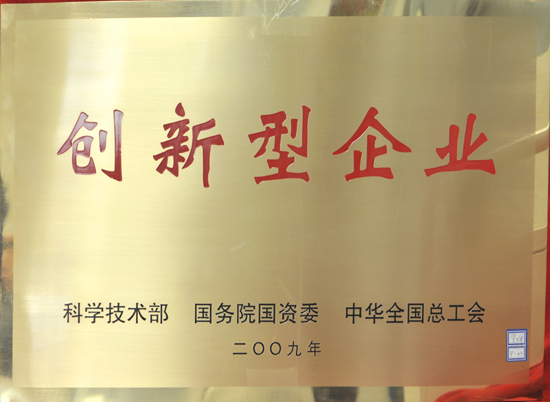 创新型企业
科学技术部 国务院国资委 中华全国总工会
二〇〇九年